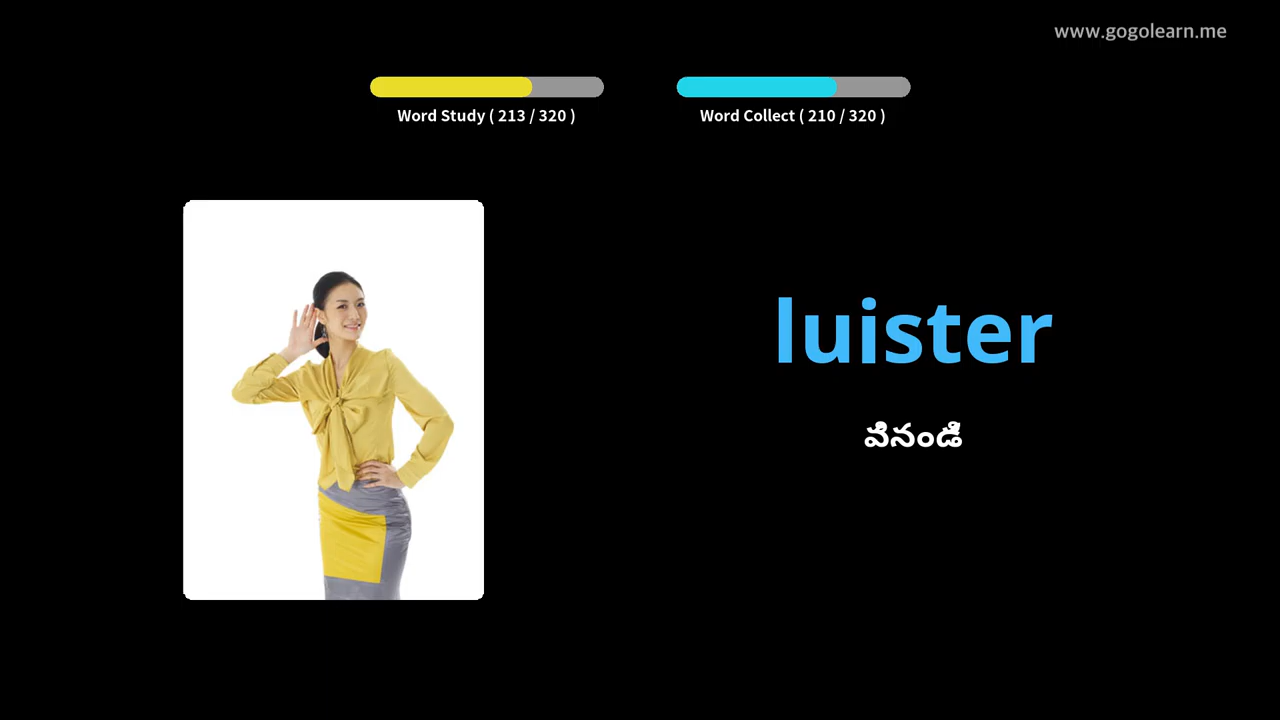 www.gogolearn.me
Word Study ( 213 / 320 )
Word Collect ( 210 / 320 )
luister
వినండి